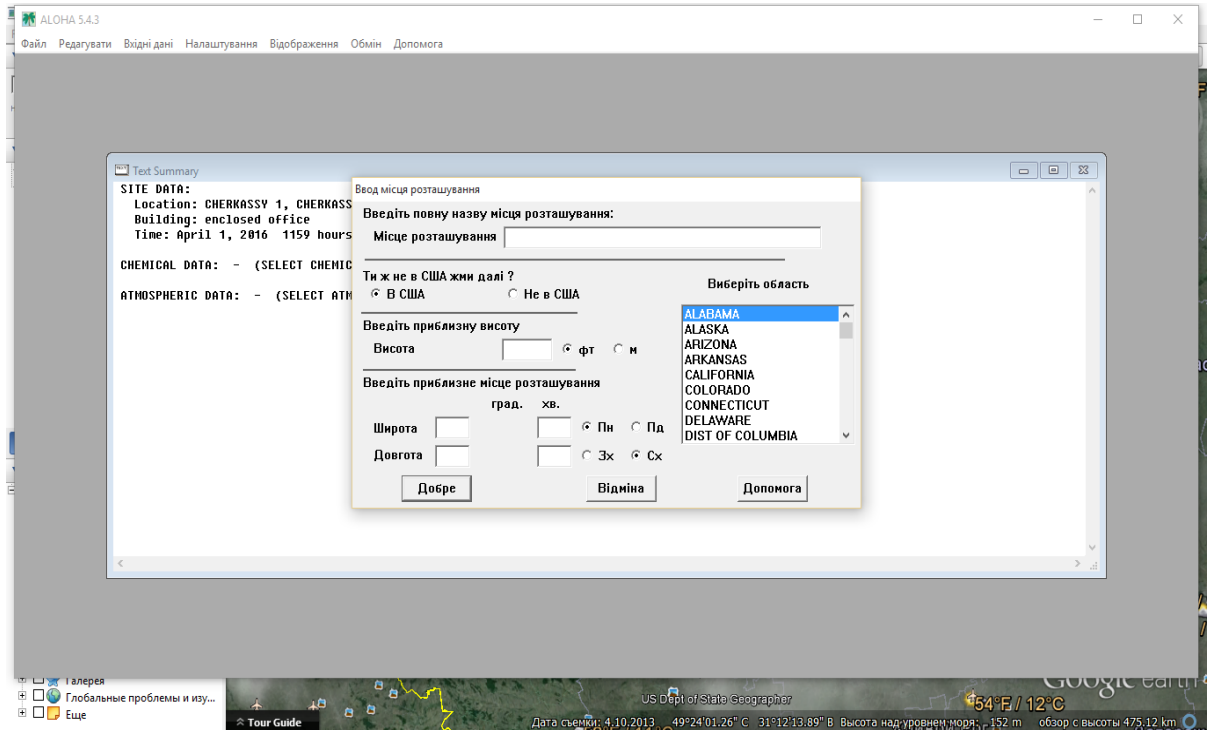 ALOHA 5.4.3
Файл Редагувати Вхідні дані Налаштування Відображення Обмін Допомога
Text Summary
SITE DATA:
Location: CHERKASSY 1, CHERKASS
Building: enclosed office
Time: April 1, 2016 1159 hours
CHEMICAL DATA: - (SELECT CHEMIC
ATMOSPHERIC DATA: - (SELECT ATM
Ввод місця розташування
Введіть повну назву місця розташування:
Місце розташування
Ти ж не в США жми далі ?
В США Не в США
Введіть приблизну висоту
Висота фт м
Введіть приблизне місце розташування
град. хв.
Широта Пн Пд
Довгота Зх Сх
Виберіть область
ALABAMA
ALASKA
ARIZONA
ARKANSAS
CALIFORNIA
COLORADO
CONNECTICUT
DELAWARE
DIST OF COLUMBIA
Добре Відміна Допомога
Галерея
Глобальные проблемы и изу...
Еще
Tour Guide
US Dept of State Geographer
Google earth
54°F / 12°C
Дата съемки: 4.10.2013 49°24'01.26" С 31°12'13.89" В Высота над уровнем моря: 152 m обзор с высоты 475.12 km